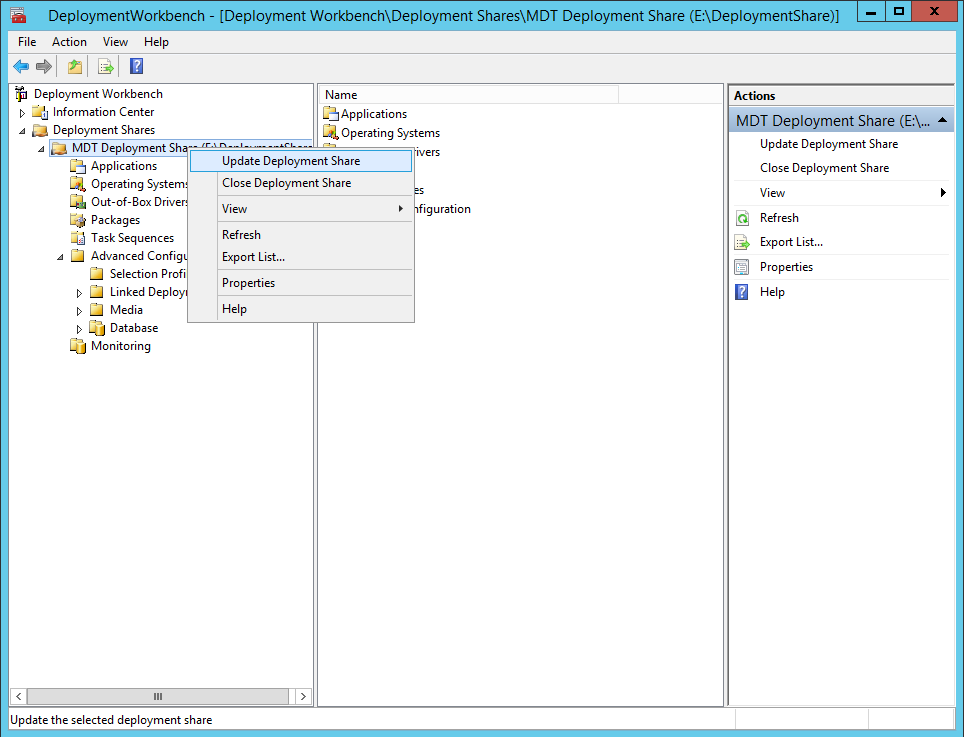 DeploymentWorkbench - [Deployment Workbench\Deployment Shares\MDT Deployment Share (E:\DeploymentShare)]
File Action View Help
Deployment Workbench
Information Center
Deployment Shares
MDT Deployment Share (E:\DeploymentShare
Applications
Operating Systems
Out-of-Box Drivers
Packages
Task Sequences
Advanced Configu
Selection Profi
Linked Deploy
Media
Database
Monitoring
Update Deployment Share
Close Deployment Share
View
Refresh
Export List...
Properties
Help
Name
Applications
Operating Systems
rivers
es
nfiguration
Actions
MDT Deployment Share (E:\...
Update Deployment Share
Close Deployment Share
View
Refresh
Export List...
Properties
Help
Update the selected deployment share